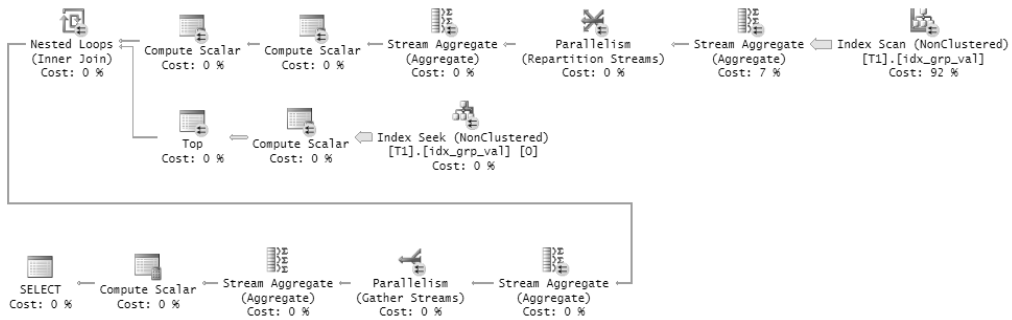 Nested Loops
(Inner Join)
Cost: 0 %
Compute Scalar
Cost: 0 %
Compute Scalar
Cost: 0 %
Stream Aggregate
(Aggregate)
Cost: 0 %
Parallelism
(Repartition Streams)
Cost: 0 %
Stream Aggregate
(Aggregate)
Cost: 7 %
Index Scan (NonClustered)
[T1].[idx_grp_val]
Cost: 92 %
Top
Cost: 0 %
Compute Scalar
Cost: 0 %
Index Seek (NonClustered)
[T1].[idx_grp_val] [O]
Cost: 0 %
SELECT
Cost: 0 %
Compute Scalar
Cost: 0 %
Stream Aggregate
(Aggregate)
Cost: 0 %
Parallelism
(Gather Streams)
Cost: 0 %
Stream Aggregate
(Aggregate)
Cost: 0 %